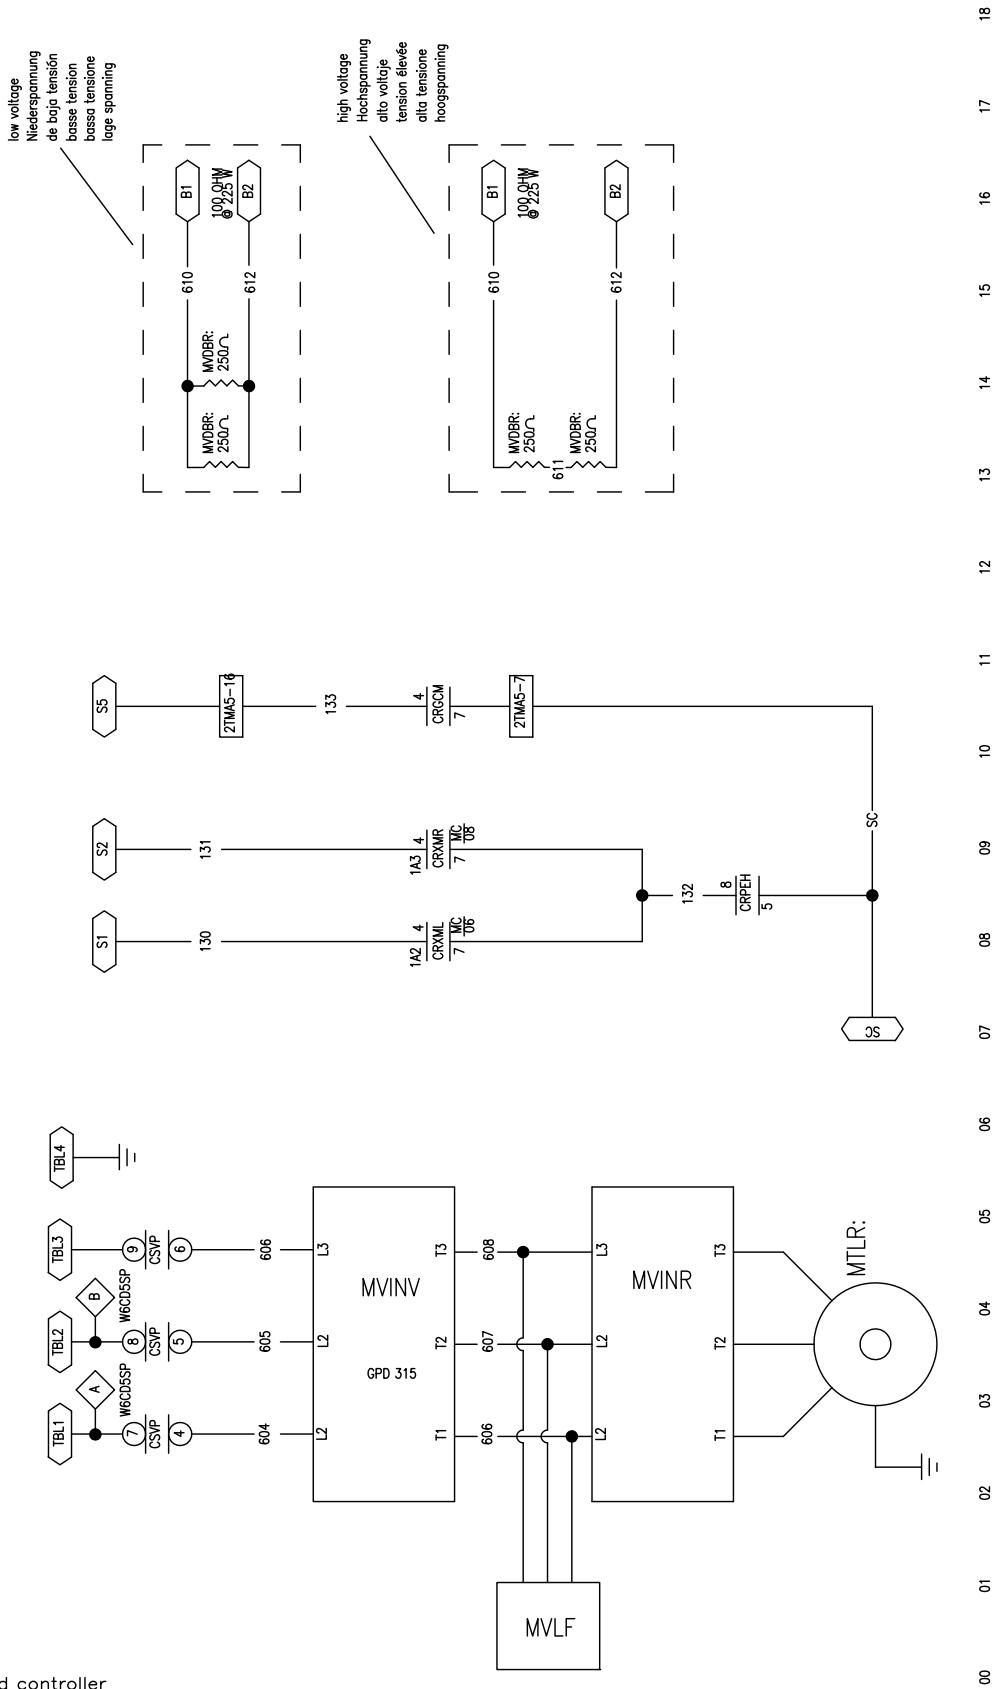 low voltage
Niederspannung
de baja tensión
basse tension
bassa tensione
lage spanning
high voltage
Hochspannung
alto voltaje
tension élevée
alta tensione
hoogspanning
B1
100 OHM
@ 225 W
B2
610
612
MVDBR:
250
MVDBR:
250
B1
100 OHM
@ 225 W
B2
610
612
MVDBR:
250
611
MVDBR:
250
S5
2TMA5-16
133
4
CRGCM
7
2TMA5-7
SC
S2
131
1A3
4
CRXMR
7
MC
08
S1
130
1A2
4
CRXML
7
MC
06
132
8
CRPEH
5
SC
TBL4
TBL3
9
CSVP
6
606
TBL2
B
W6CD5SP
8
CSVP
5
605
TBL1
A
W6CD5SP
7
CSVP
4
604
L2
L2
L3
MVINV
GPD 315
T1
T2
T3
606
607
608
L2
L2
L3
MVINR
T1
T2
T3
MTLR:
MVLF
d controller
00
01
02
03
04
05
06
07
08
09
10
11
12
13
14
15
16
17
18